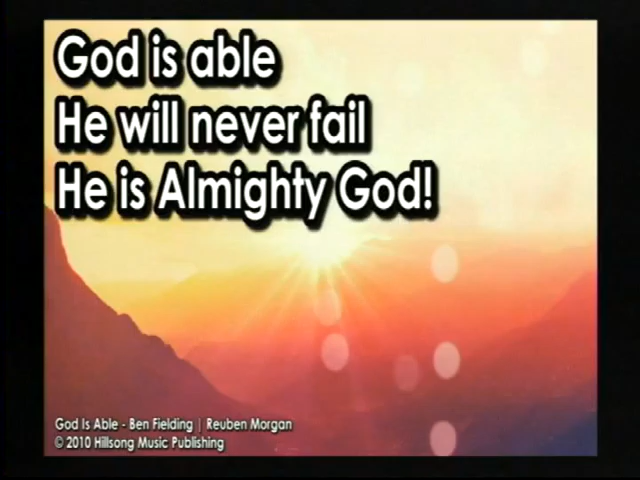 God is able
He will never fail
He is Almighty God!
God Is Able - Ben Fielding | Reuben Morgan
© 2010 Hillsong Music Publishing